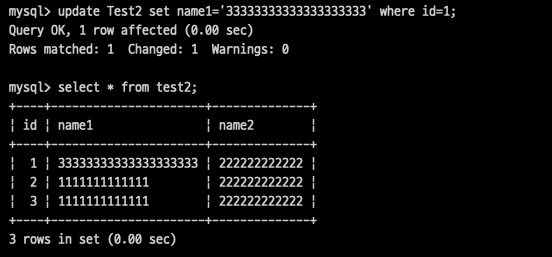 mysql> update Test2 set name1='33333333333333333333' where id=1;
Query OK, 1 row affected (0.00 sec)
Rows matched: 1  Changed: 1  Warnings: 0

mysql> select * from test2;
+----+----------------------+--------------+
| id | name1                | name2        |
+----+----------------------+--------------+
|  1 | 33333333333333333333 | 222222222222 |
|  2 | 1111111111111        | 222222222222 |
|  3 | 1111111111111        | 222222222222 |
+----+----------------------+--------------+
3 rows in set (0.00 sec)